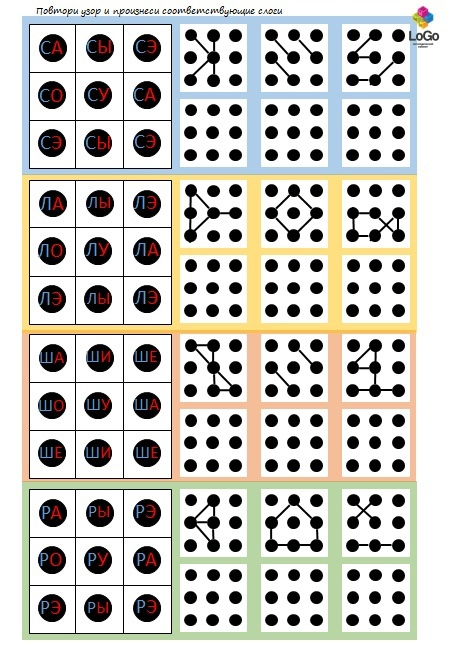 Повтори узор и произнеси соответствующие слоги
LoGo
СА СЫ СЭ
СО СУ СА
СЭ СЫ СЭ
ЛА ЛЫ ЛЭ
ЛО ЛУ ЛА
ЛЭ ЛЫ ЛЭ
ША ШИ ШЕ
ШО ШУ ША
ШЕ ШИ ШЕ
РА РЫ РЭ
РО РУ РА
РЭ РЫ РЭ